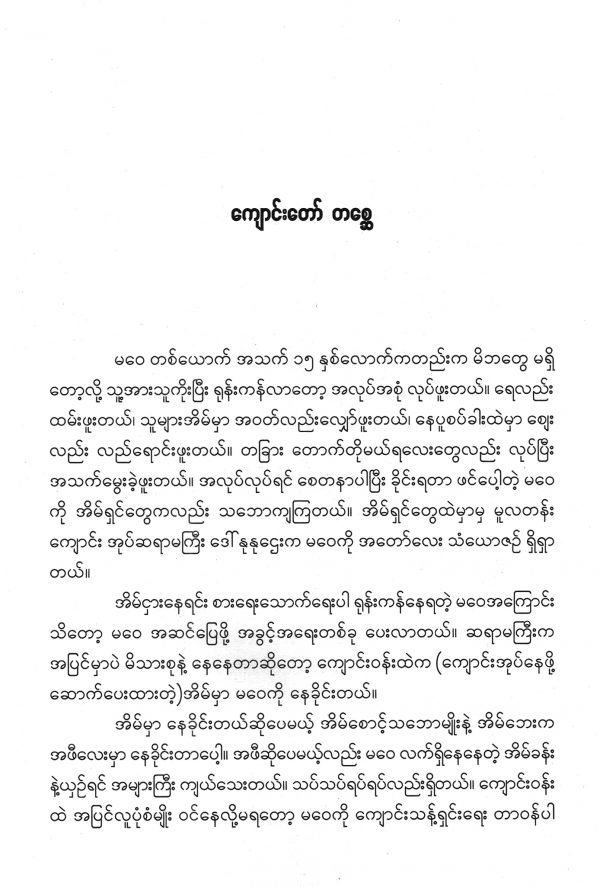 ကျောင်းတော် တစ္ဆေ
မဝေ တစ်ယောက် အသက် ၁၅ နှစ်လောက်ကတည်းက မိဘတွေ မရှိ
တော့လို့ သူ့အားသူကိုးပြီး ရုန်းကန်လာတော့ အလုပ်အစုံ လုပ်ဖူးတယ်။ ရေလည်း
ထမ်းဖူးတယ်၊ သူများအိမ်မှာ အဝတ်လည်းလျှော်ဖူးတယ်၊ နေပူစပ်ခါးထဲမှာ ဈေး
လည်း လည်ရောင်းဖူးတယ်။ တခြား တောက်တိုမယ်ရလေးတွေလည်း လုပ်ပြီး
အသက်မွေးခဲ့ဖူးတယ်။ အလုပ်လုပ်ရင် စေတနာပါပြီး ခိုင်းရတာ ဖင်ပေါ့တဲ့ မဝေ
ကို အိမ်ရှင်တွေကလည်း သဘောကျကြတယ်။ အိမ်ရှင်တွေထဲမှာမှ မူလတန်း
ကျောင်း အုပ်ဆရာမကြီး ဒေါ်နုနုဌေးက မဝေကို အတော်လေး သံယောဇဉ် ရှိရှာ
တယ်။
အိမ်ငှားနေရင်း စားရေးသောက်ရေးပါ ရုန်းကန်နေရတဲ့ မဝေအကြောင်း
သိတော့ မဝေ အဆင်ပြေဖို့ အခွင့်အရေးတစ်ခု ပေးလာတယ်။ ဆရာမကြီးက
အပြင်မှာပဲ မိသားစုနဲ့ နေနေတာဆိုတော့ ကျောင်းဝန်းထဲက (ကျောင်းအုပ်နေဖို့
ဆောက်ပေးထားတဲ့)အိမ်မှာ မဝေကို နေခိုင်းတယ်။
အိမ်မှာ နေခိုင်းတယ်ဆိုပေမယ့် အိမ်စောင့်သဘောမျိုးနဲ့ အိမ်ဘေးက
အဖီလေးမှာ နေခိုင်းတာပေါ့။ အဖီဆိုပေမယ့်လည်း မဝေ လက်ရှိနေနေတဲ့ အိမ်ခန်း
နဲ့ယှဉ်ရင် အများကြီး ကျယ်သေးတယ်။ သပ်သပ်ရပ်ရပ်လည်းရှိတယ်။ ကျောင်းဝန်း
ထဲ အပြင်လူပုံစံမျိုး ဝင်နေလို့မရတော့ မဝေကို ကျောင်းသန့်ရှင်းရေး တာဝန်ပါ